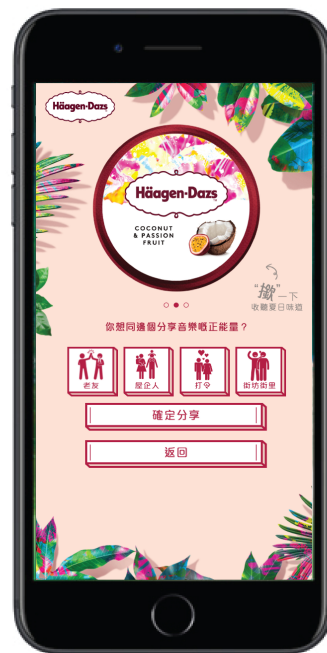 Häagen-Dazs
Häagen-Dazs
COCONUT
& PASSION
FRUIT
“撳”一下
收聽夏日味道
你想同邊個分享音樂嘅正能量？
老友
屋企人
打令
街坊街里
確定分享
返回